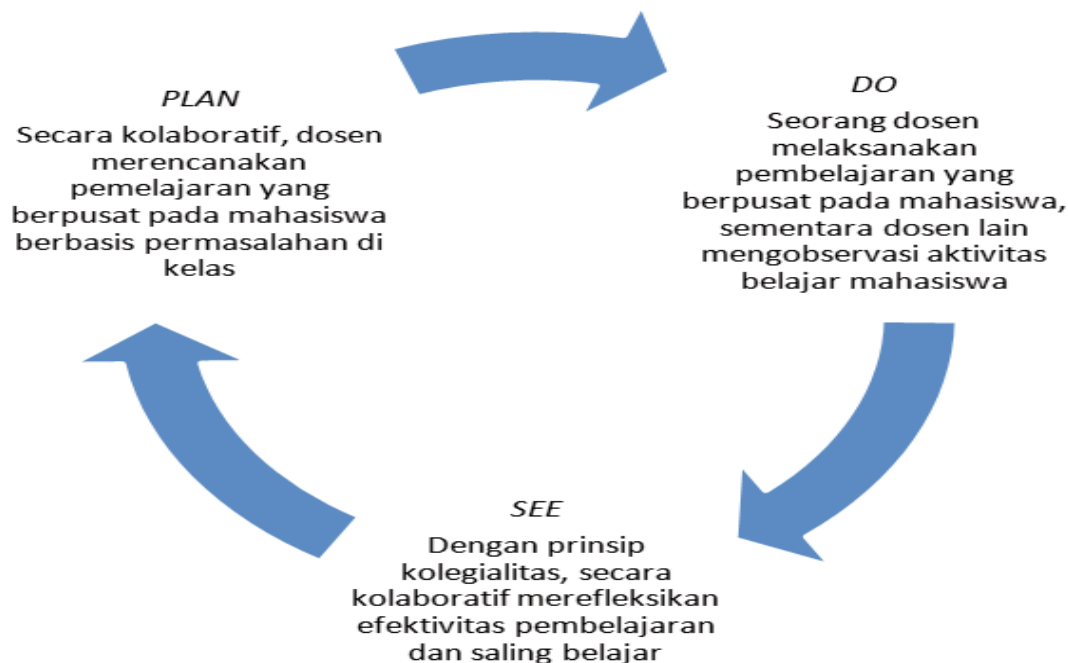 PLAN
Secara kolaboratif, dosen
merencanakan
pemelajaran yang
berpusat pada mahasiswa
berbasis permasalahan di
kelas
DO
Seorang dosen
melaksanakan
pembelajaran yang
berpusat pada mahasiswa,
sementara dosen lain
mengobservasi aktivitas
belajar mahasiswa
SEE
Dengan prinsip
kolegialitas, secara
kolaboratif merefleksikan
efektivitas pembelajaran
dan saling belajar